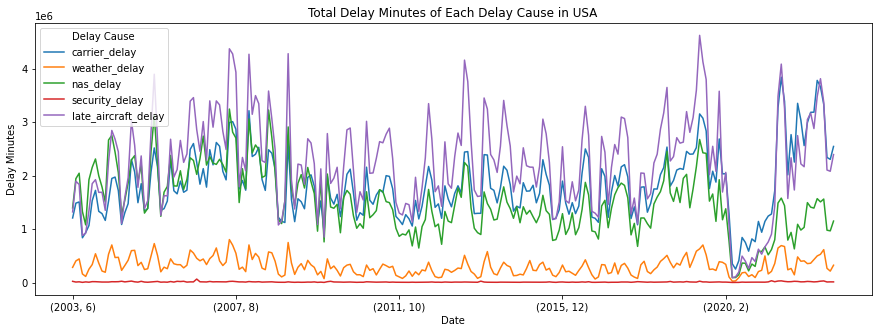 Total Delay Minutes of Each Delay Cause in USA
1e6
Delay Cause
carrier_delay
weather_delay
nas_delay
security_delay
late_aircraft_delay
4
3
2
1
0
Delay Minutes
(2003, 6)
(2007, 8)
(2011, 10)
(2015, 12)
(2020, 2)
Date